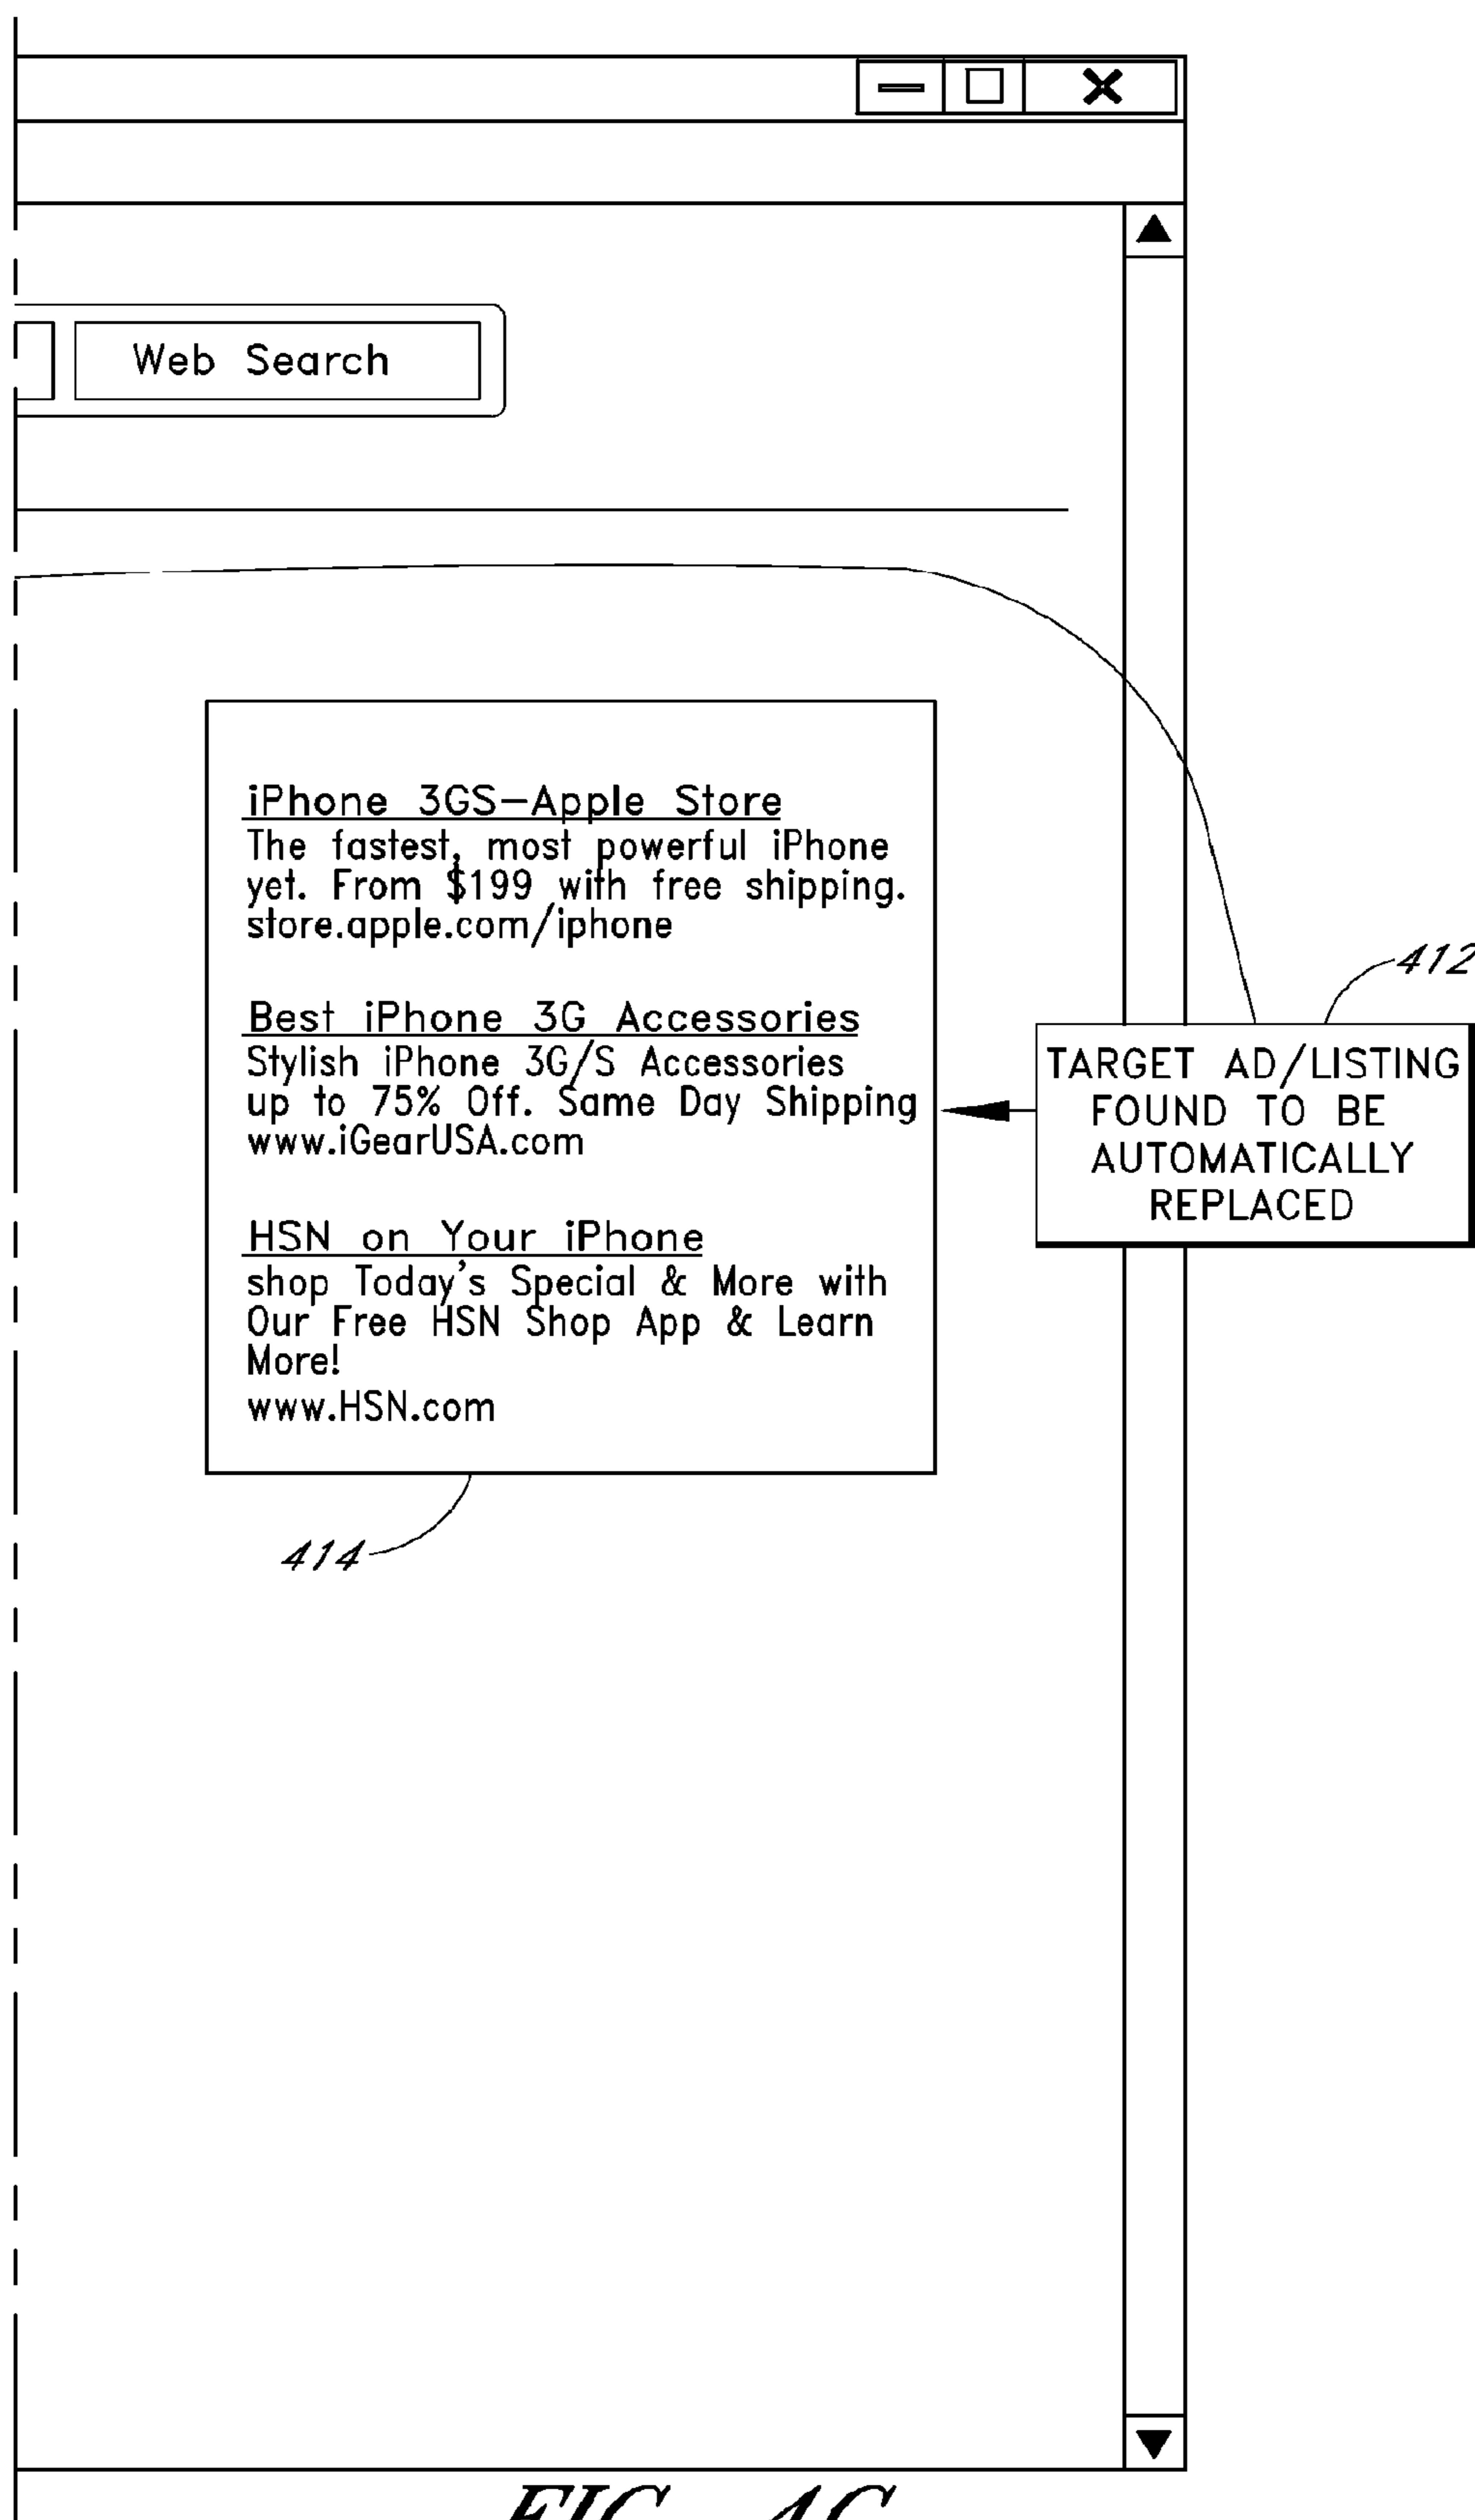 Web Search
iPhone 3GS-Apple Store
The fastest, most powerful iPhone
yet. From $199 with free shipping.
store.apple.com/iphone
412
Best iPhone 3G Accessories
Stylish iPhone 3G/S Accessories
up to 75% Off. Same Day Shipping
www.iGearUSA.com
TARGET AD/LISTING
FOUND TO BE
AUTOMATICALLY
REPLACED
HSN on Your iPhone
shop Today's Special & More with
Our Free HSN Shop App & Learn
More!
www.HSN.com
414